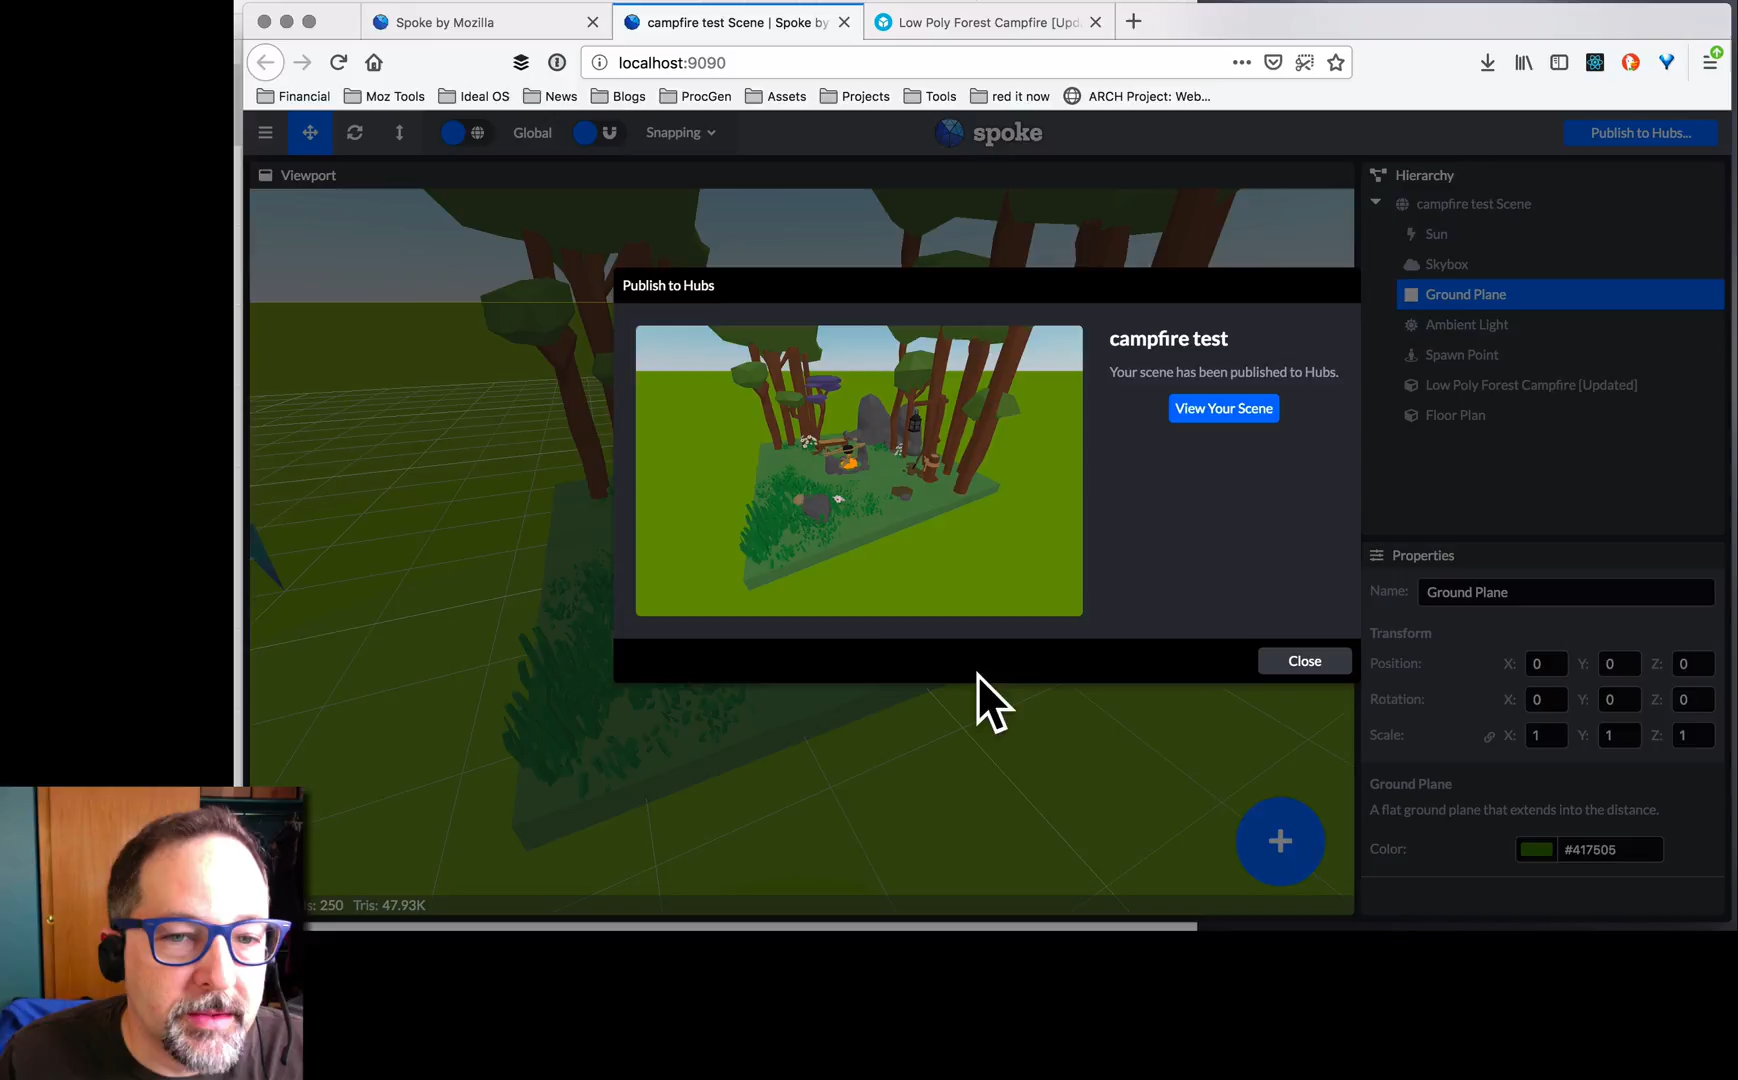 Spoke by Mozilla
campfire test Scene | Spoke by
Low Poly Forest Campfire [Upd
localhost:9090
Financial
Moz Tools
Ideal OS
News
Blogs
ProcGen
Assets
Projects
Tools
red it now
ARCH Project: Web...
Global
Snapping
spoke
Publish to Hubs...
Viewport
Hierarchy
campfire test Scene
Sun
Skybox
Ground Plane
Ambient Light
Spawn Point
Low Poly Forest Campfire [Updated]
Floor Plan
Publish to Hubs
campfire test
Your scene has been published to Hubs.
View Your Scene
Close
Properties
Name: Ground Plane
Transform
Position: X: 0 Y: 0 Z: 0
Rotation: X: 0 Y: 0 Z: 0
Scale: X: 1 Y: 1 Z: 1
Ground Plane
A flat ground plane that extends into the distance.
Color: #417505
s: 250 Tris: 47.93K